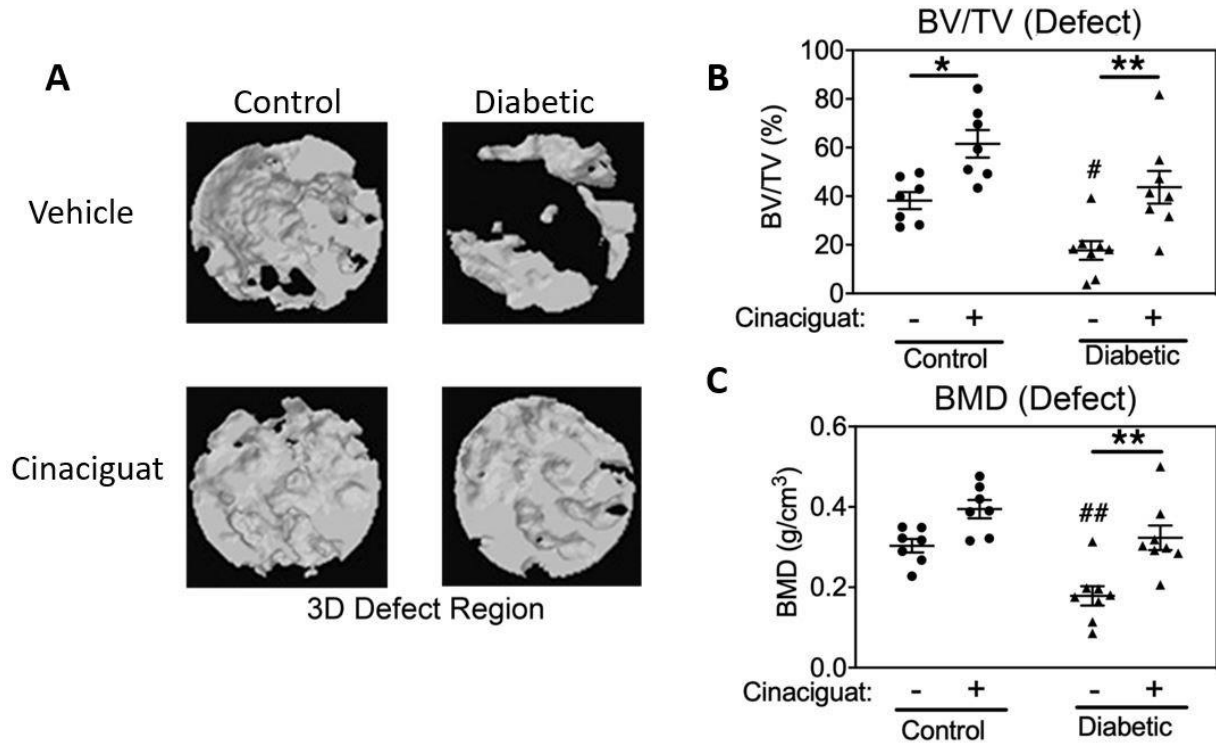 A
Control Diabetic
Vehicle
Cinaciguat
3D Defect Region
B
BV/TV (Defect)
BV/TV (%)
100
80
60
40
20
0
*
**
#
Cinaciguat: - + - +
Control Diabetic
C
BMD (Defect)
BMD (g/cm³)
0.6
0.4
0.2
0.0
**
##
Cinaciguat: - + - +
Control Diabetic